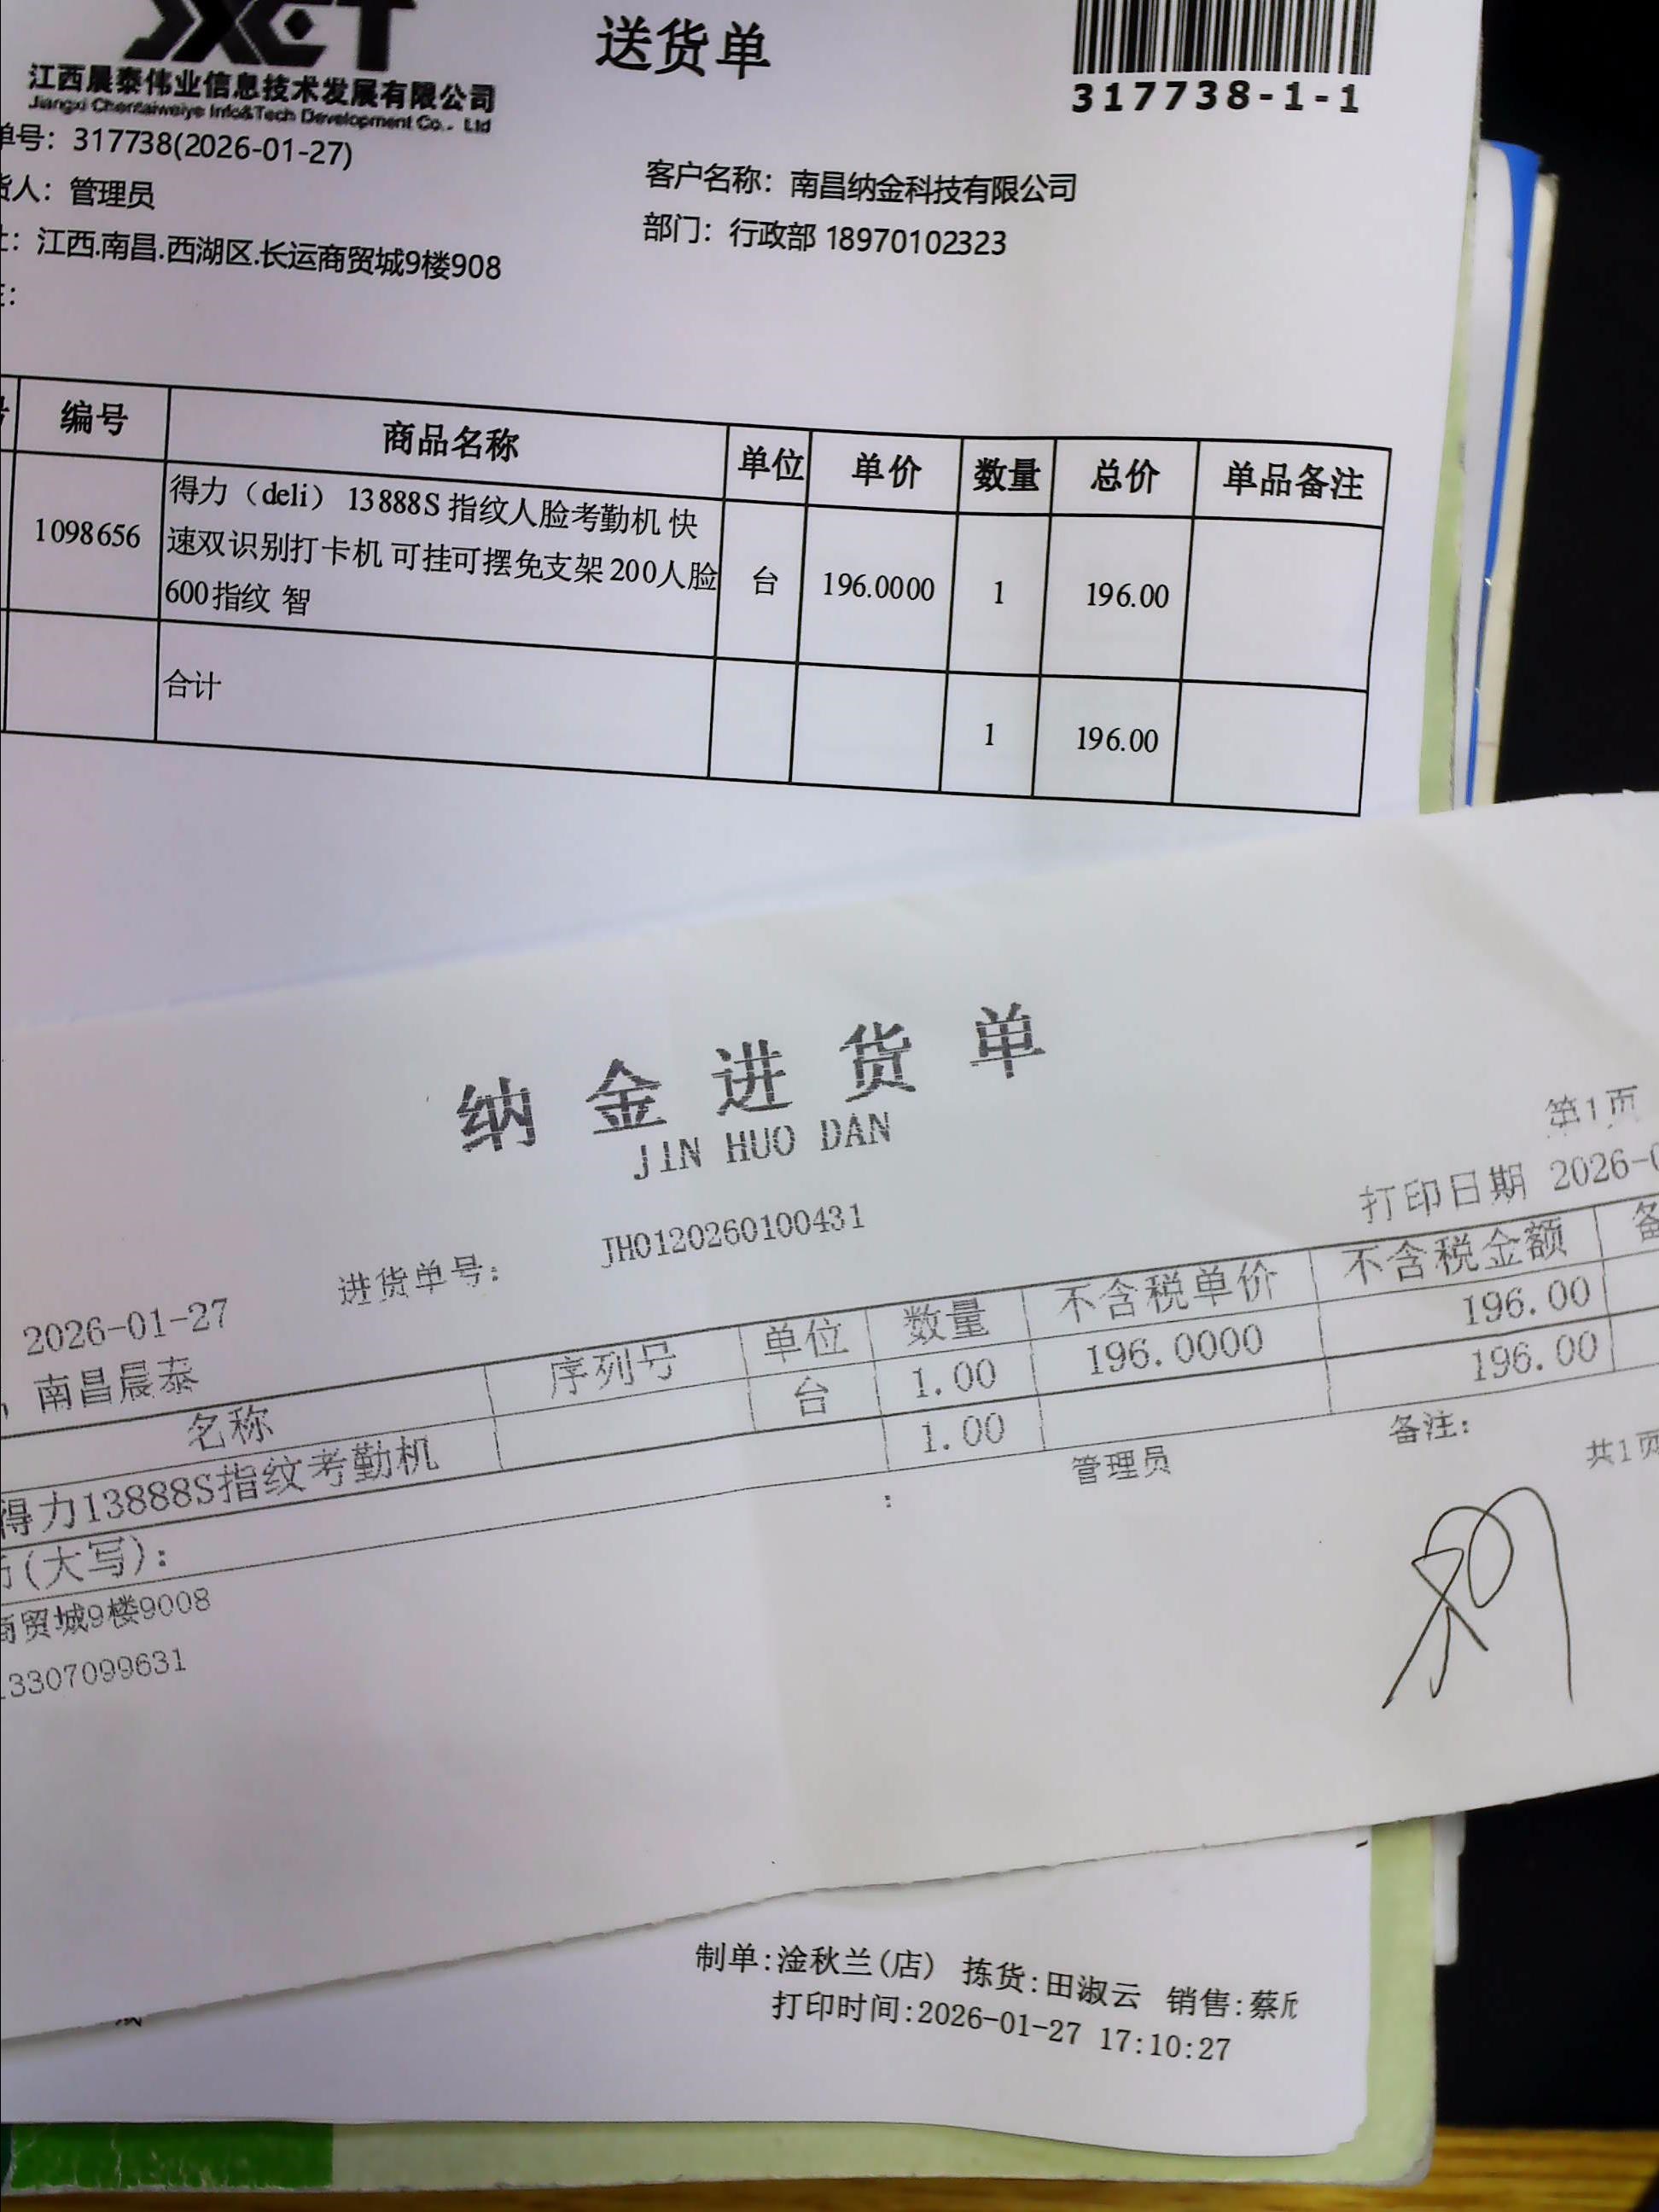 送货单
317738-1-1
江西晨泰伟业信息技术发展有限公司
Jiangxi Chentaiweiye Info&Tech Development Co., Ltd
单号：317738(2026-01-27)
客户名称：南昌纳金科技有限公司
货人：管理员
部门：行政部 18970102323
址：江西.南昌.西湖区.长运商贸城9楼908
注：
号 编号 商品名称 单位 单价 数量 总价 单品备注
1098656 得力（deli） 13888S 指纹人脸考勤机 快 台 196.0000 1 196.00
速双识别打卡机 可挂可摆免支架 200人脸
600指纹 智
合计 1 196.00
纳金进货单
JIN HUO DAN
第1页
打印日期 2026-0
进货单号： JH0120260100431
2026-01-27
南昌晨泰
名称 序列号 单位 数量 不含税单价 不含税金额 备
得力13888S指纹考勤机 台 1.00 196.0000 196.00
(大写)： 1.00 196.00
商贸城9楼9008 : 管理员 备注：
共1页
13307099631
制单:淦秋兰(店) 拣货:田淑云 销售:蔡
打印时间:2026-01-27 17:10:27